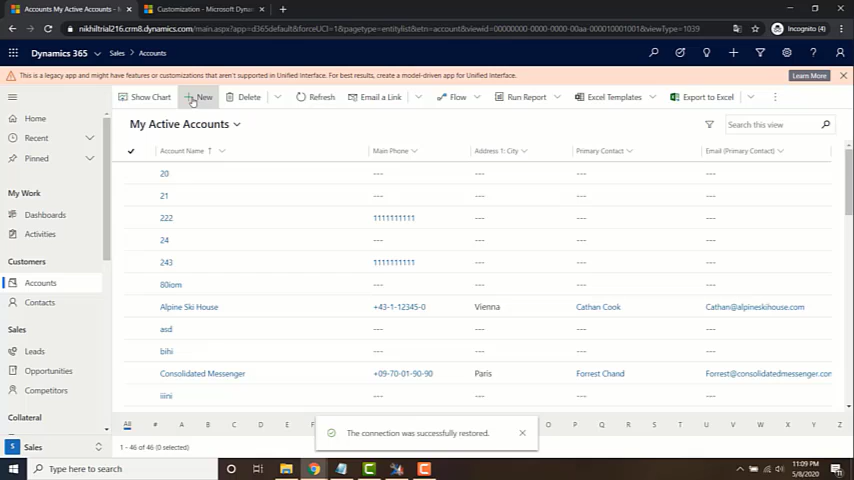 Accounts My Active Accounts -
Customization - Microsoft Dynam
nikhiltrial216.crm8.dynamics.com/main.aspx?app=d365default&forceUCI=1&pagetype=entitylist&etn=account&viewid=00000000-0000-0000-00aa-000010001001&viewType=1039
Incognito (4)
Dynamics 365
Sales
Accounts
This is a legacy app and might have features or customizations that aren't supported in Unified Interface. For best results, create a model-driven app for Unified Interface.
Learn More
Show Chart
New
Delete
Refresh
Email a Link
Flow
Run Report
Excel Templates
Export to Excel
Home
Recent
Pinned
My Work
Dashboards
Activities
Customers
Accounts
Contacts
Sales
Leads
Opportunities
Competitors
Collateral
Sales
My Active Accounts
Search this view
Account Name Main Phone Address 1: City Primary Contact Email (Primary Contact)
20 --- --- --- ---
21 --- --- --- ---
222 1111111111 --- --- ---
24 --- --- --- ---
243 1111111111 --- --- ---
80iom --- --- --- ---
Alpine Ski House +43-1-12345-0 Vienna Cathan Cook Cathan@alpineskihouse.com
asd --- --- --- ---
bihi --- --- --- ---
Consolidated Messenger +09-70-01-90-90 Paris Forrest Chand Forrest@consolidatedmessenger.com
iiini --- --- --- ---
All # A B C D E F O P Q R S T U V W X Y Z
The connection was successfully restored.
1 - 46 of 46 (0 selected)
Type here to search
11:09 PM
5/8/2020